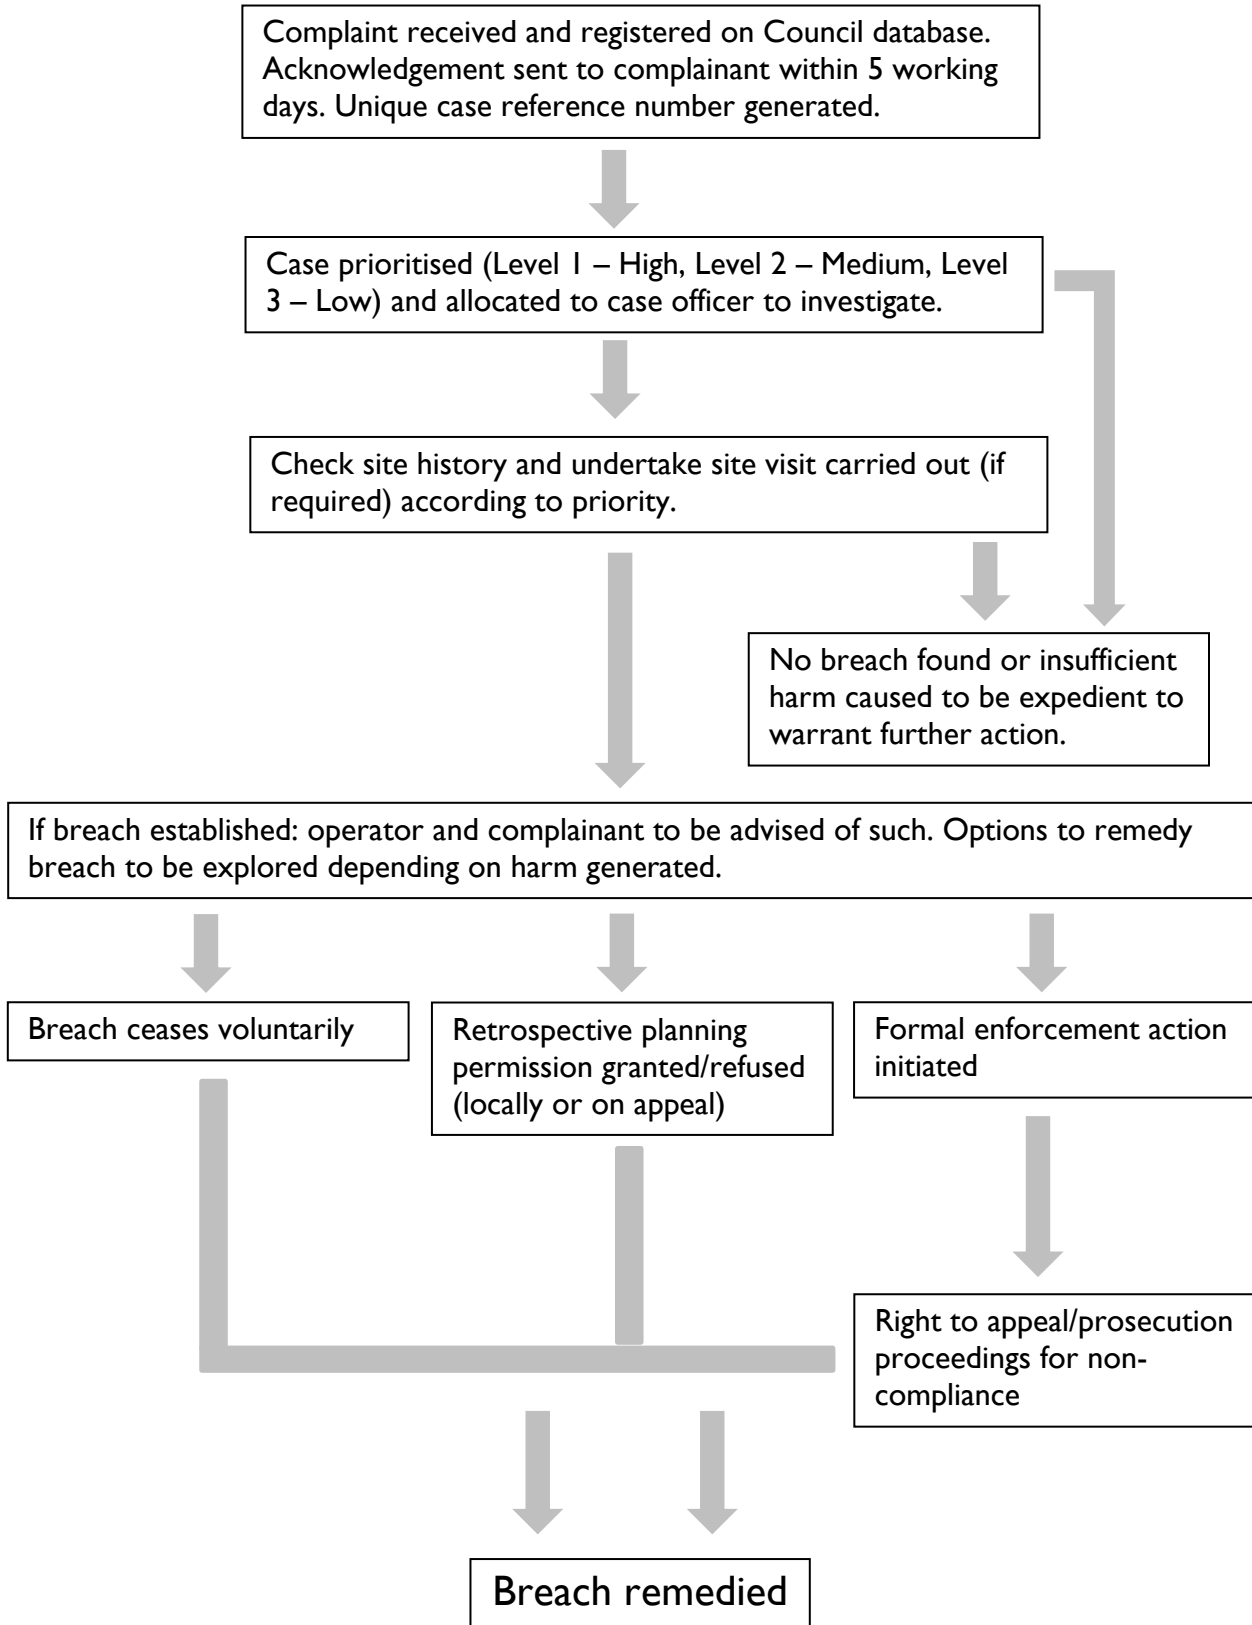 Complaint received and registered on Council database.
Acknowledgement sent to complainant within 5 working
days. Unique case reference number generated.
Case prioritised (Level 1 – High, Level 2 – Medium, Level
3 – Low) and allocated to case officer to investigate.
Check site history and undertake site visit carried out (if
required) according to priority.
No breach found or insufficient
harm caused to be expedient to
warrant further action.
If breach established: operator and complainant to be advised of such. Options to remedy
breach to be explored depending on harm generated.
Breach ceases voluntarily
Retrospective planning
permission granted/refused
(locally or on appeal)
Formal enforcement action
initiated
Right to appeal/prosecution
proceedings for non-
compliance
Breach remedied